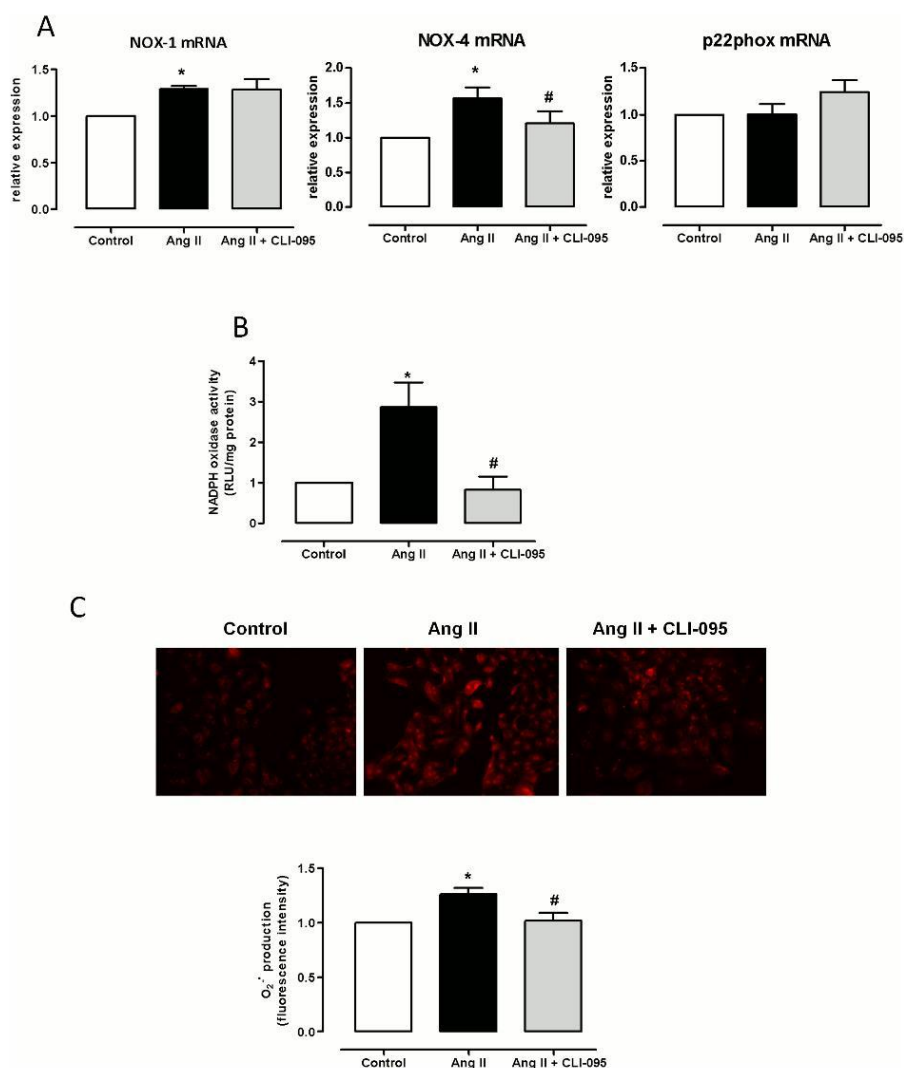 A
NOX-1 mRNA
relative expression
1.5
1.0
0.5
0.0
*
Control
Ang II
Ang II + CLI-095
NOX-4 mRNA
relative expression
2.0
1.5
1.0
0.5
0.0
*
#
Control
Ang II
Ang II + CLI-095
p22phox mRNA
relative expression
1.5
1.0
0.5
0.0
Control
Ang II
Ang II + CLI-095
B
NADPH oxidase activity
(RLU/mg protein)
4
3
2
1
0
*
#
Control
Ang II
Ang II + CLI-095
C
Control
Ang II
Ang II + CLI-095
O₂⁻˙ production
(fluorescence intensity)
1.5
1.0
0.5
0.0
*
#
Control
Ang II
Ang II + CLI-095